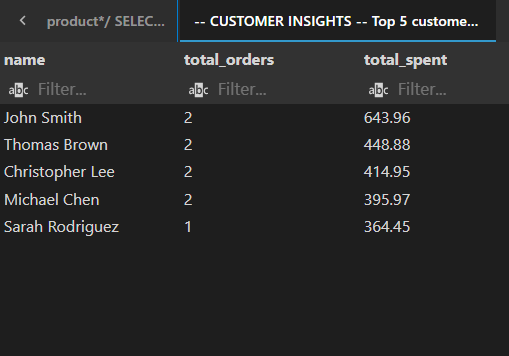 product*/ SELEC... -- CUSTOMER INSIGHTS -- Top 5 custome...
name total_orders total_spent
abc Filter... abc Filter... abc Filter...
John Smith 2 643.96
Thomas Brown 2 448.88
Christopher Lee 2 414.95
Michael Chen 2 395.97
Sarah Rodriguez 1 364.45